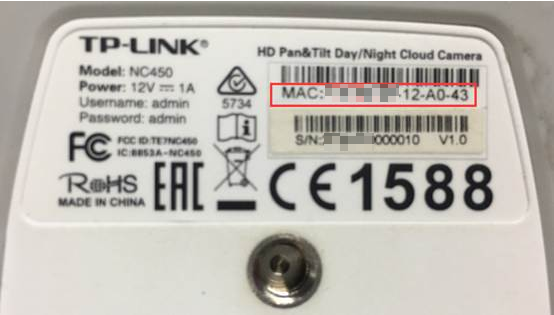 TP-LINK®
HD Pan&Tilt Day/Night Cloud Camera
Model: NC450
Power: 12V ⎓ 1A
Username: admin
Password: admin
MAC: -12-A0-43
5734
S/N: 000010 V1.0
FC
FCC ID:TE7NC450
IC:8853A-NC450
RoHS
MADE IN CHINA
EAC
CE1588